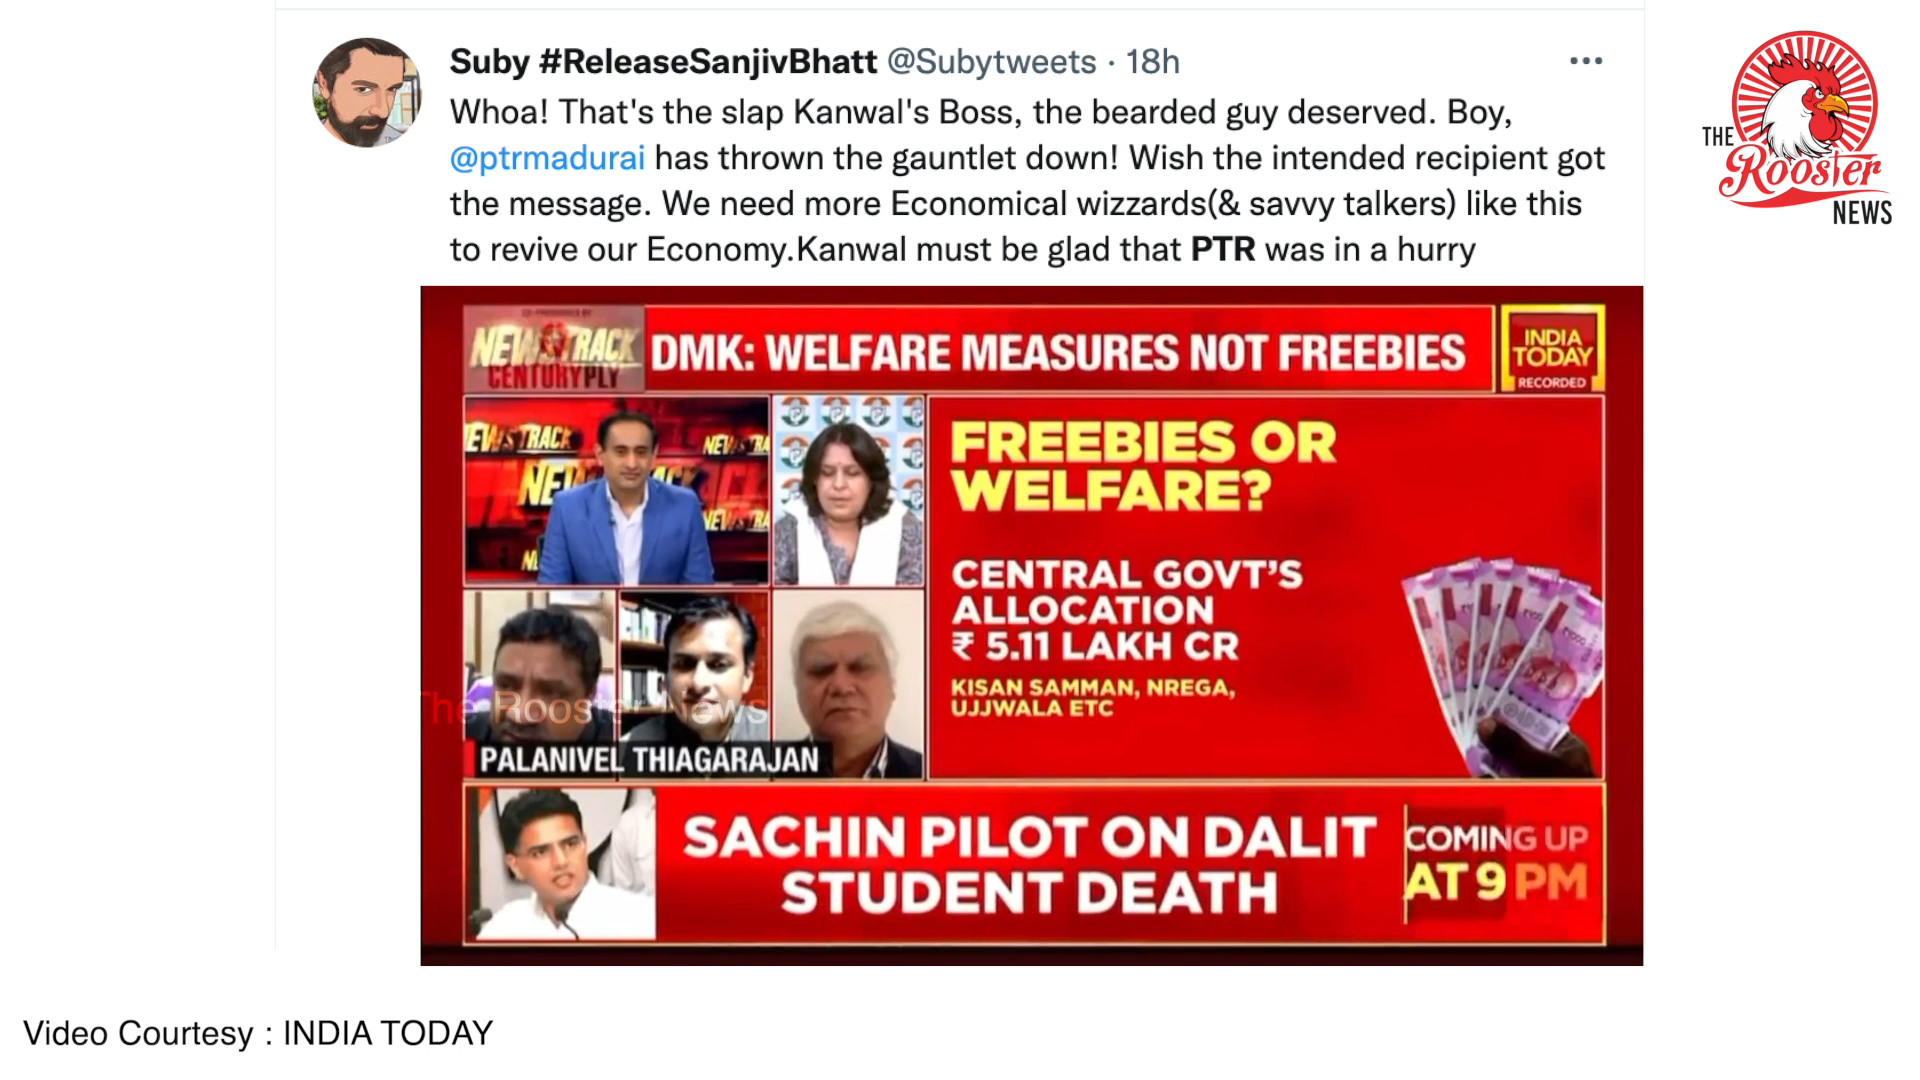 Suby #ReleaseSanjivBhatt @Subytweets · 18h
Whoa! That's the slap Kanwal's Boss, the bearded guy deserved. Boy,
@ptrmadurai has thrown the gauntlet down! Wish the intended recipient got
the message. We need more Economical wizzards(& savvy talkers) like this
to revive our Economy.Kanwal must be glad that PTR was in a hurry
THE
Rooster
NEWS
NEWSTRACK
CENTURYPLY
DMK: WELFARE MEASURES NOT FREEBIES
INDIA
TODAY
RECORDED
EWSTRACK
FREEBIES OR
WELFARE?
CENTRAL GOVT'S
ALLOCATION
₹ 5.11 LAKH CR
KISAN SAMMAN, NREGA,
UJJWALA ETC
The Rooster News
PALANIVEL THIAGARAJAN
SACHIN PILOT ON DALIT
STUDENT DEATH
COMING UP
AT 9 PM
Video Courtesy : INDIA TODAY